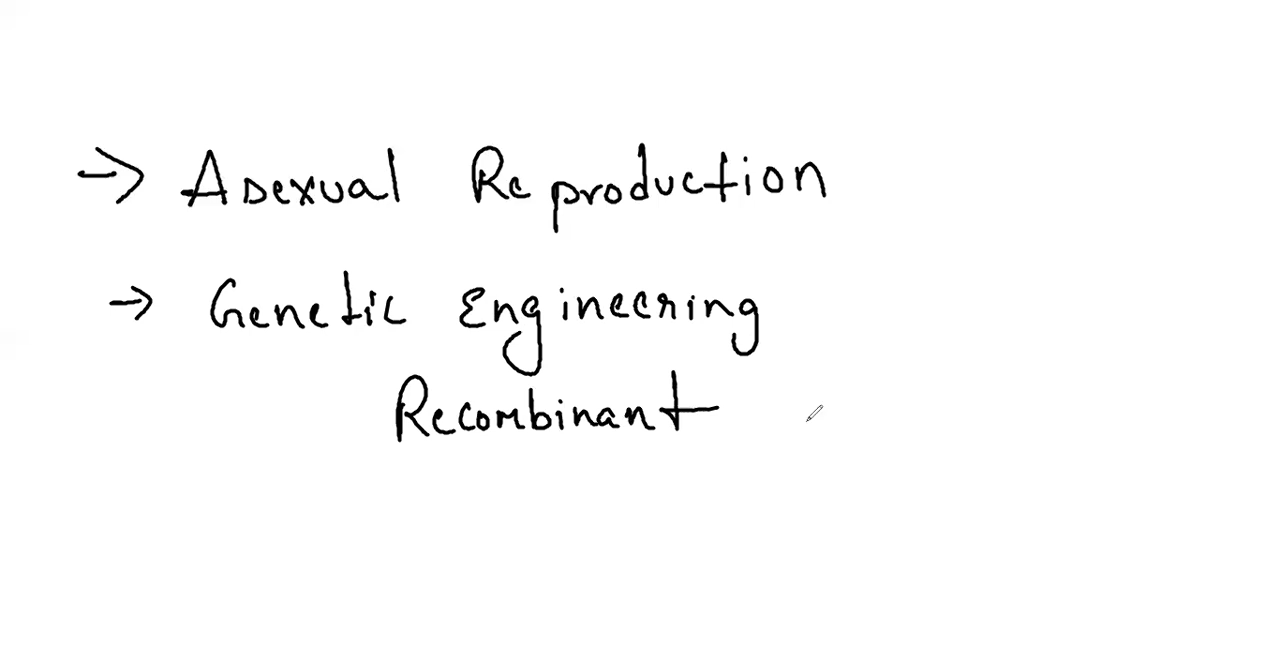 → Asexual Reproduction
→ Genetic Engineering
Recombinant